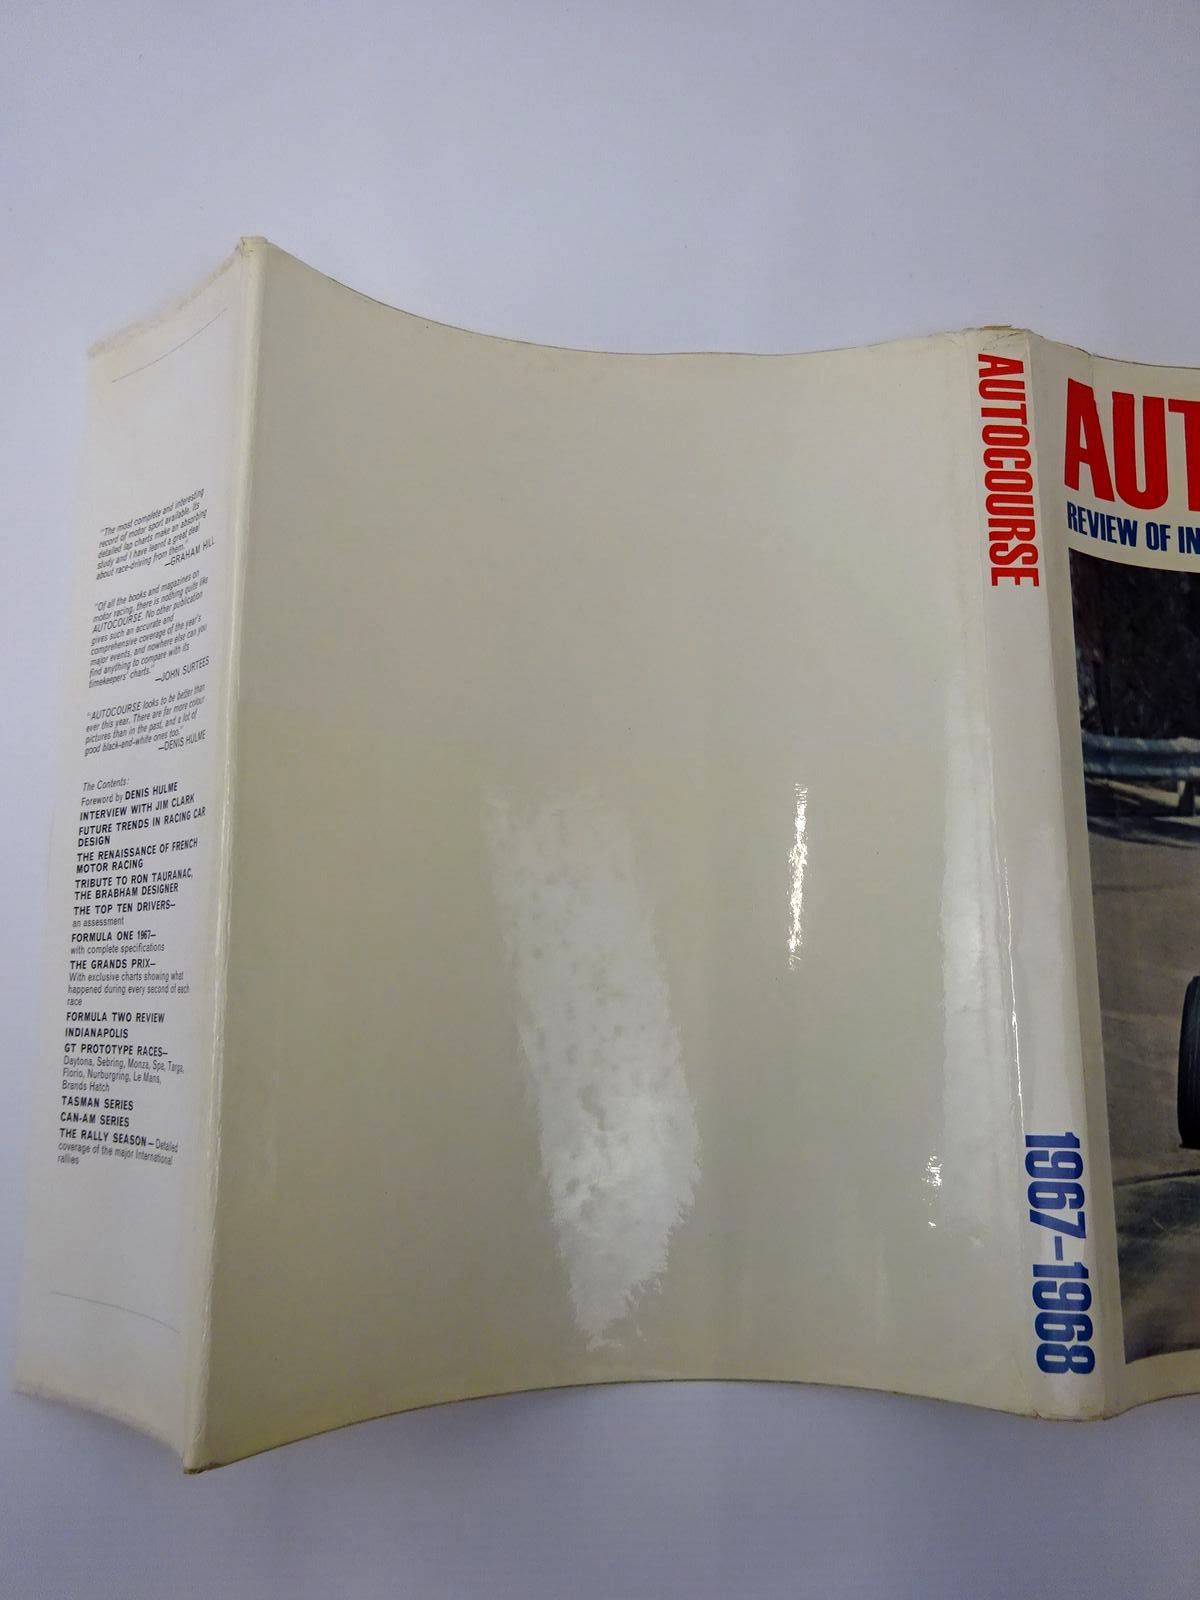 "The most complete and interesting
record of motor sport available. Its
detailed lap charts make an absorbing
study and I have learnt a great deal
about race-driving from them."
—GRAHAM HILL
"Of all the books and magazines on
motor racing, there is nothing quite like
AUTOCOURSE. No other publication
gives such an accurate and
comprehensive coverage of the year's
major events, and nowhere else can you
find anything to compare with its
timekeepers' charts."
—JOHN SURTEES
"AUTOCOURSE looks to be better than
ever this year. There are far more colour
pictures than in the past, and a lot of
good black-and-white ones too."
—DENIS HULME
The Contents:
Foreword by DENIS HULME
INTERVIEW WITH JIM CLARK
FUTURE TRENDS IN RACING CAR
DESIGN
THE RENAISSANCE OF FRENCH
MOTOR RACING
TRIBUTE TO RON TAURANAC,
THE BRABHAM DESIGNER
THE TOP TEN DRIVERS—
an assessment
FORMULA ONE 1967—
with complete specifications
THE GRANDS PRIX—
With exclusive charts showing what
happened during every second of each
race
FORMULA TWO REVIEW
INDIANAPOLIS
GT PROTOTYPE RACES—
Daytona, Sebring, Monza, Spa, Targa,
Florio, Nurburgring, Le Mans,
Brands Hatch
TASMAN SERIES
CAN-AM SERIES
THE RALLY SEASON—Detailed
coverage of the major International
rallies
AUTOCOURSE
1967–1968
AUT
REVIEW OF IN